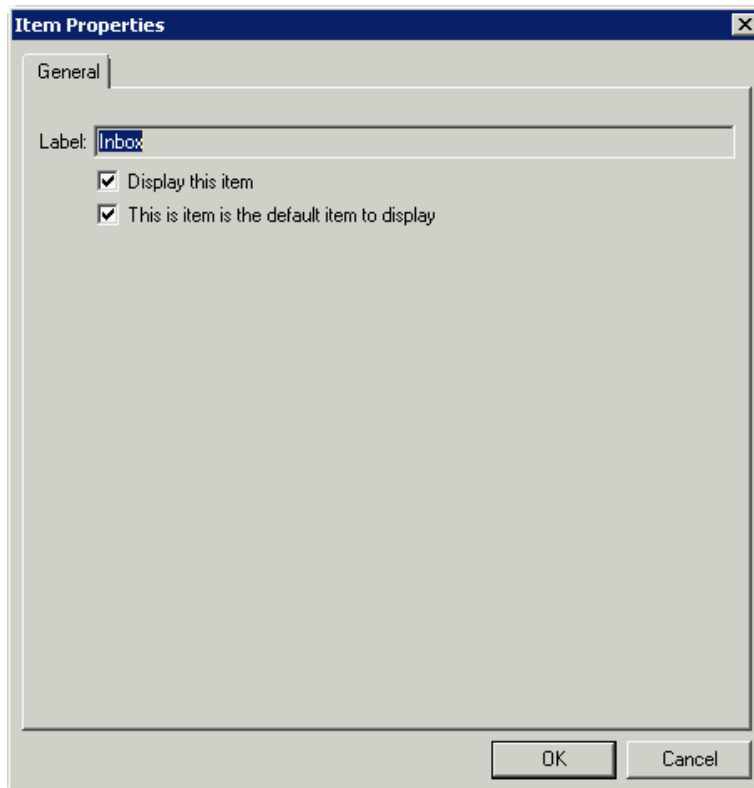 Item Properties
General
Label: Inbox
Display this item
This is item is the default item to display
OK Cancel